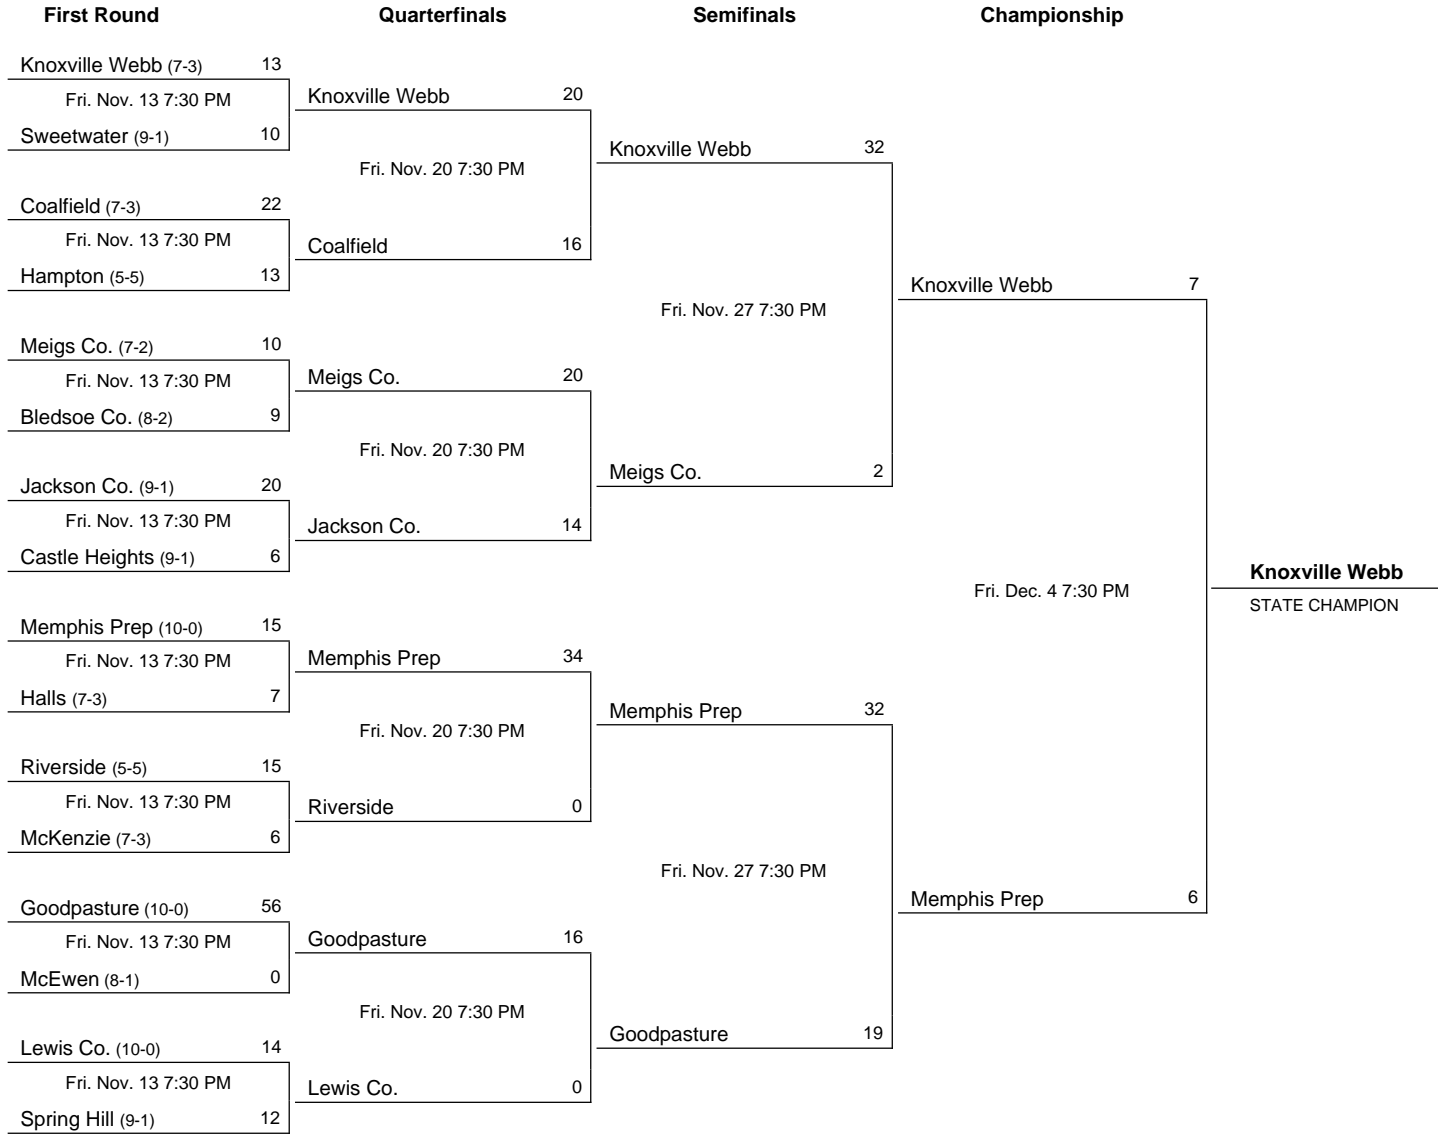 First Round Quarterfinals Semifinals Championship
Knoxville Webb (7-3) 13
Fri. Nov. 13 7:30 PM
Sweetwater (9-1) 10
Coalfield (7-3) 22
Fri. Nov. 13 7:30 PM
Hampton (5-5) 13
Meigs Co. (7-2) 10
Fri. Nov. 13 7:30 PM
Bledsoe Co. (8-2) 9
Jackson Co. (9-1) 20
Fri. Nov. 13 7:30 PM
Castle Heights (9-1) 6
Memphis Prep (10-0) 15
Fri. Nov. 13 7:30 PM
Halls (7-3) 7
Riverside (5-5) 15
Fri. Nov. 13 7:30 PM
McKenzie (7-3) 6
Goodpasture (10-0) 56
Fri. Nov. 13 7:30 PM
McEwen (8-1) 0
Lewis Co. (10-0) 14
Fri. Nov. 13 7:30 PM
Spring Hill (9-1) 12
Knoxville Webb 20
Fri. Nov. 20 7:30 PM
Coalfield 16
Meigs Co. 20
Fri. Nov. 20 7:30 PM
Jackson Co. 14
Memphis Prep 34
Fri. Nov. 20 7:30 PM
Riverside 0
Goodpasture 16
Fri. Nov. 20 7:30 PM
Lewis Co. 0
Knoxville Webb 32
Fri. Nov. 27 7:30 PM
Meigs Co. 2
Memphis Prep 32
Fri. Nov. 27 7:30 PM
Goodpasture 19
Knoxville Webb 7
Fri. Dec. 4 7:30 PM
Memphis Prep 6
Knoxville Webb
STATE CHAMPION